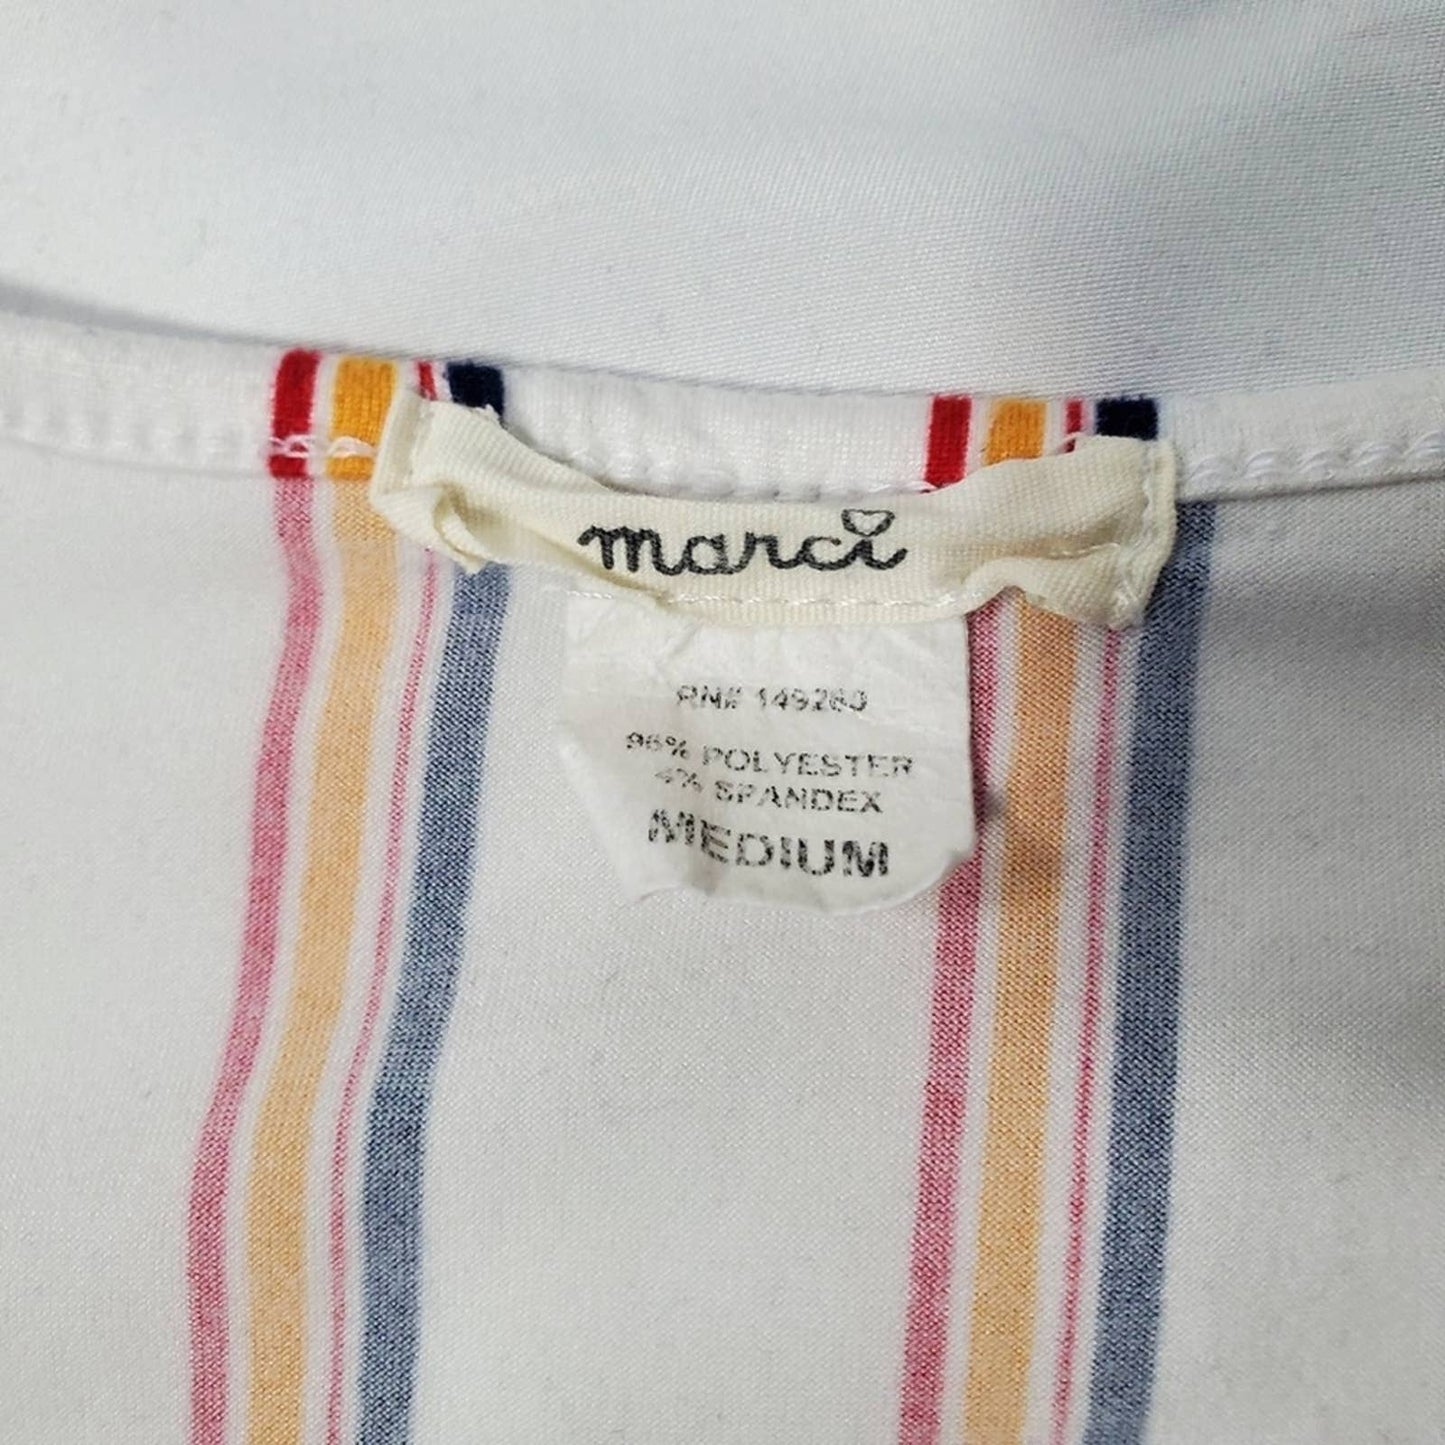 marci
RN# 149260
96% POLYESTER
4% SPANDEX
MEDIUM